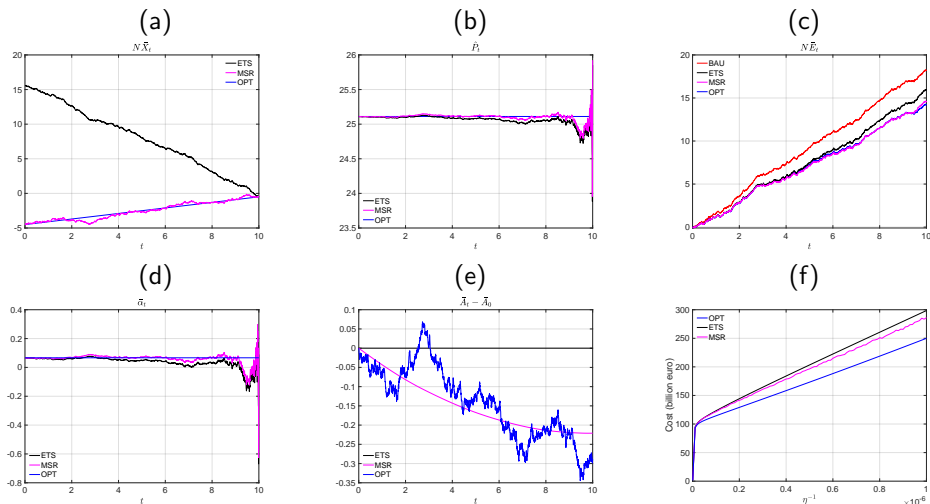 (a)
(b)
(c)
NX̄ₜ
P̂ₜ
NĒₜ
20
15
10
5
0
-5
ETS
MSR
OPT
0
2
4
6
8
10
t
26
25.5
25
24.5
24
23.5
ETS
MSR
OPT
0
2
4
6
8
10
t
20
15
10
5
0
BAU
ETS
MSR
OPT
0
2
4
6
8
10
t
(d)
(e)
(f)
ᾱₜ
Āₜ − Ā₀
0.4
0.2
0
-0.2
-0.4
-0.6
-0.8
ETS
MSR
OPT
0
2
4
6
8
10
t
0.1
0.05
0
-0.05
-0.1
-0.15
-0.2
-0.25
-0.3
-0.35
ETS
MSR
OPT
0
2
4
6
8
10
t
Cost (billion euro)
300
250
200
150
100
50
0
OPT
ETS
MSR
0
0.2
0.4
0.6
0.8
1
η⁻¹
×10⁻⁶